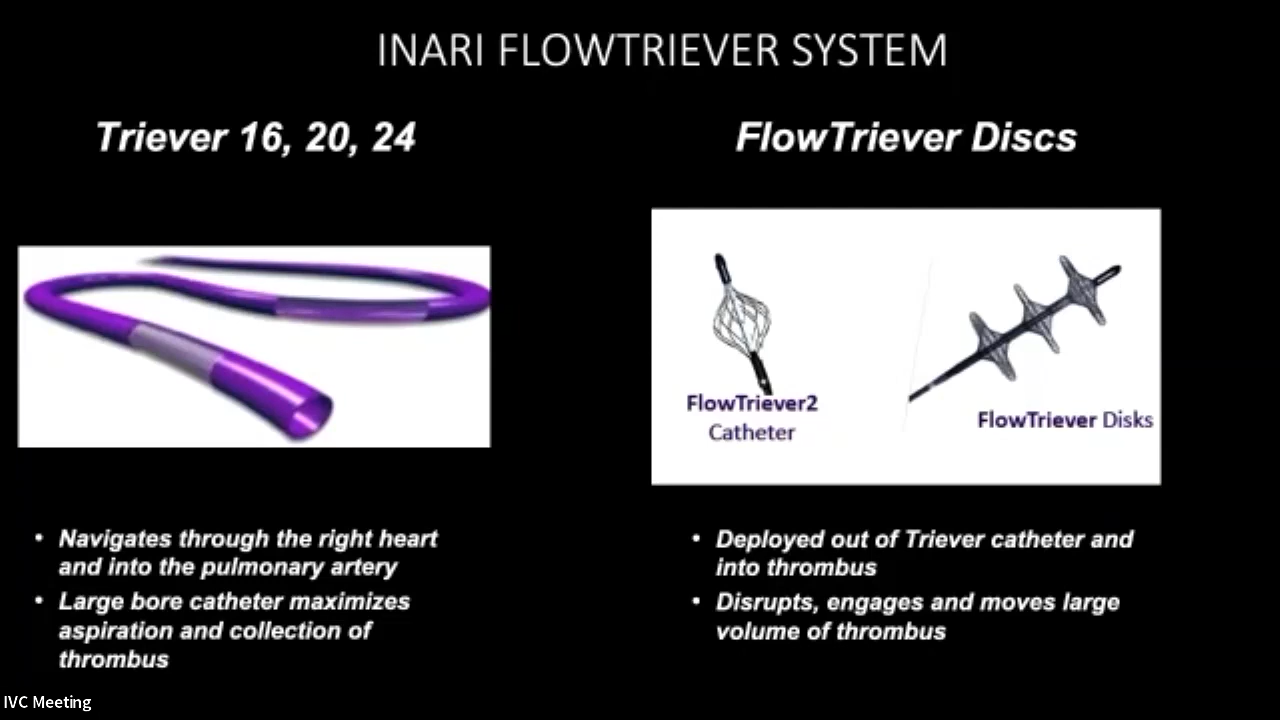 INARI FLOWTRIEVER SYSTEM
Triever 16, 20, 24
FlowTriever Discs
FlowTriever2
Catheter
FlowTriever Disks
• Navigates through the right heart
and into the pulmonary artery
• Large bore catheter maximizes
aspiration and collection of
thrombus
• Deployed out of Triever catheter and
into thrombus
• Disrupts, engages and moves large
volume of thrombus
IVC Meeting